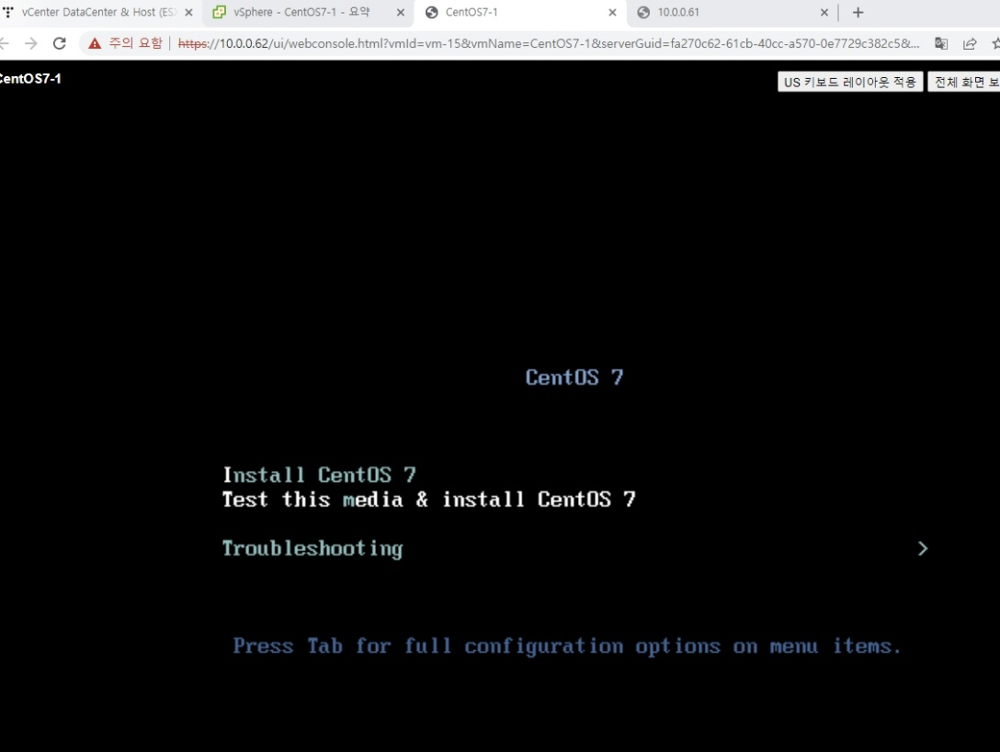 vCenter DataCenter & Host (ES
vSphere - CentOS7-1 - 요약
CentOS7-1
10.0.0.61
주의 요함
https://10.0.0.62/ui/webconsole.html?vmId=vm-15&vmName=CentOS7-1&serverGuid=fa270c62-61cb-40cc-a570-0e7729c382c5&...
CentOS7-1
US 키보드 레이아웃 적용
전체 화면 보
CentOS 7
Install CentOS 7
Test this media & install CentOS 7
Troubleshooting >
Press Tab for full configuration options on menu items.